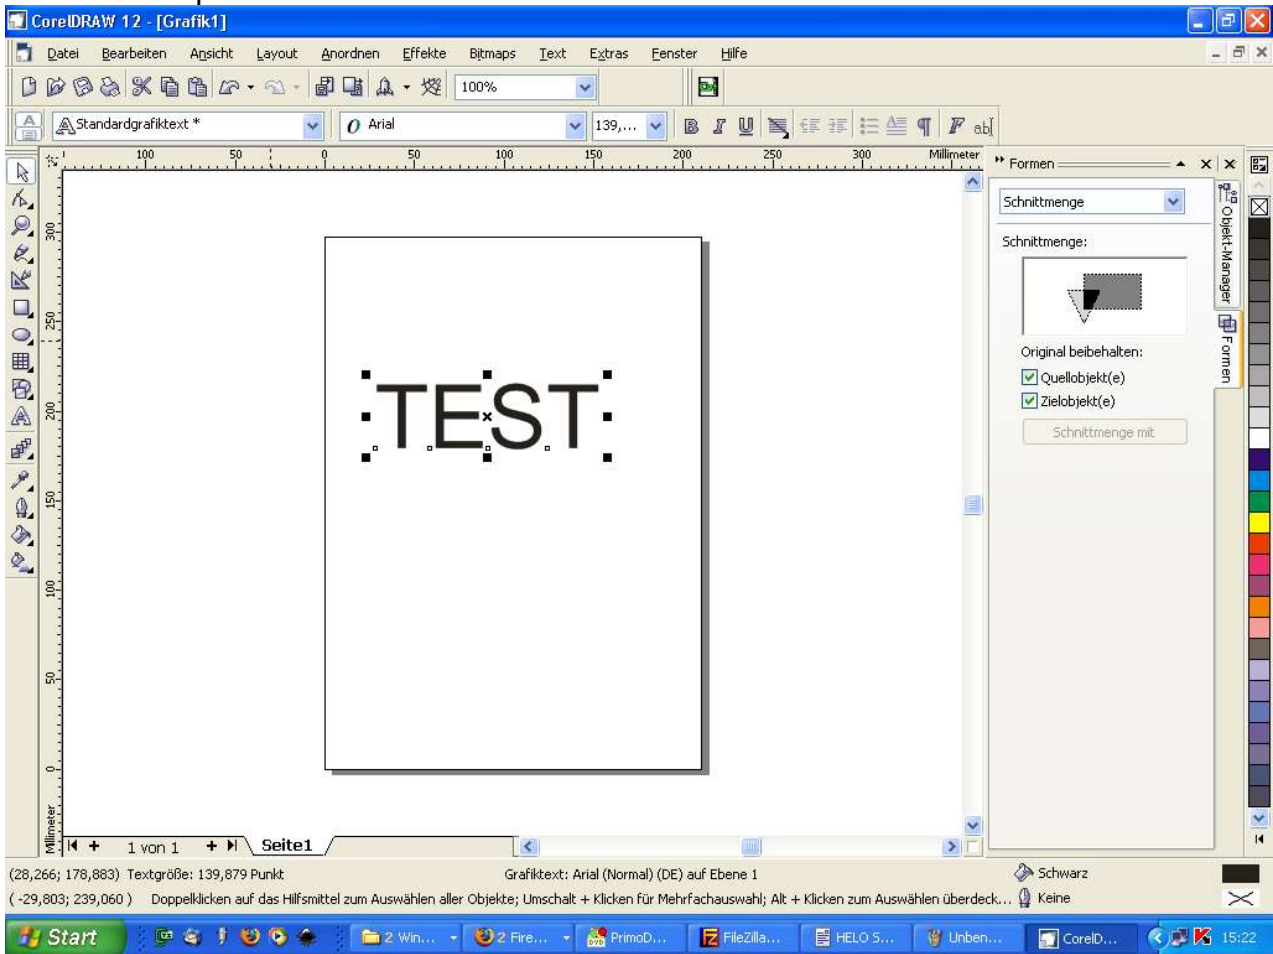 CorelDRAW 12 - [Grafik1]
Datei Bearbeiten Ansicht Layout Anordnen Effekte Bitmaps Text Extras Fenster Hilfe
100%
Standardgrafiktext * O Arial 139,... B I U F ab
100 50 0 50 100 150 200 250 300 Millimeter
Formen
Schnittmenge
Schnittmenge:
Original beibehalten:
Quellobjekt(e)
Zielobjekt(e)
Schnittmenge mit
Objekt-Manager
Formen
300
250
200
150
100
50
0
Millimeter
TEST
1 von 1 Seite1
(28,266; 178,883) Textgröße: 139,879 Punkt Grafiktext: Arial (Normal) (DE) auf Ebene 1 Schwarz
( -29,803; 239,060 ) Doppelklicken auf das Hilfsmittel zum Auswählen aller Objekte; Umschalt + Klicken für Mehrfachauswahl; Alt + Klicken zum Auswählen überdeck... Keine
Start 2 Win... 2 Fire... PrimoD... FileZilla... HELO S... Unben... CorelD... 15:22